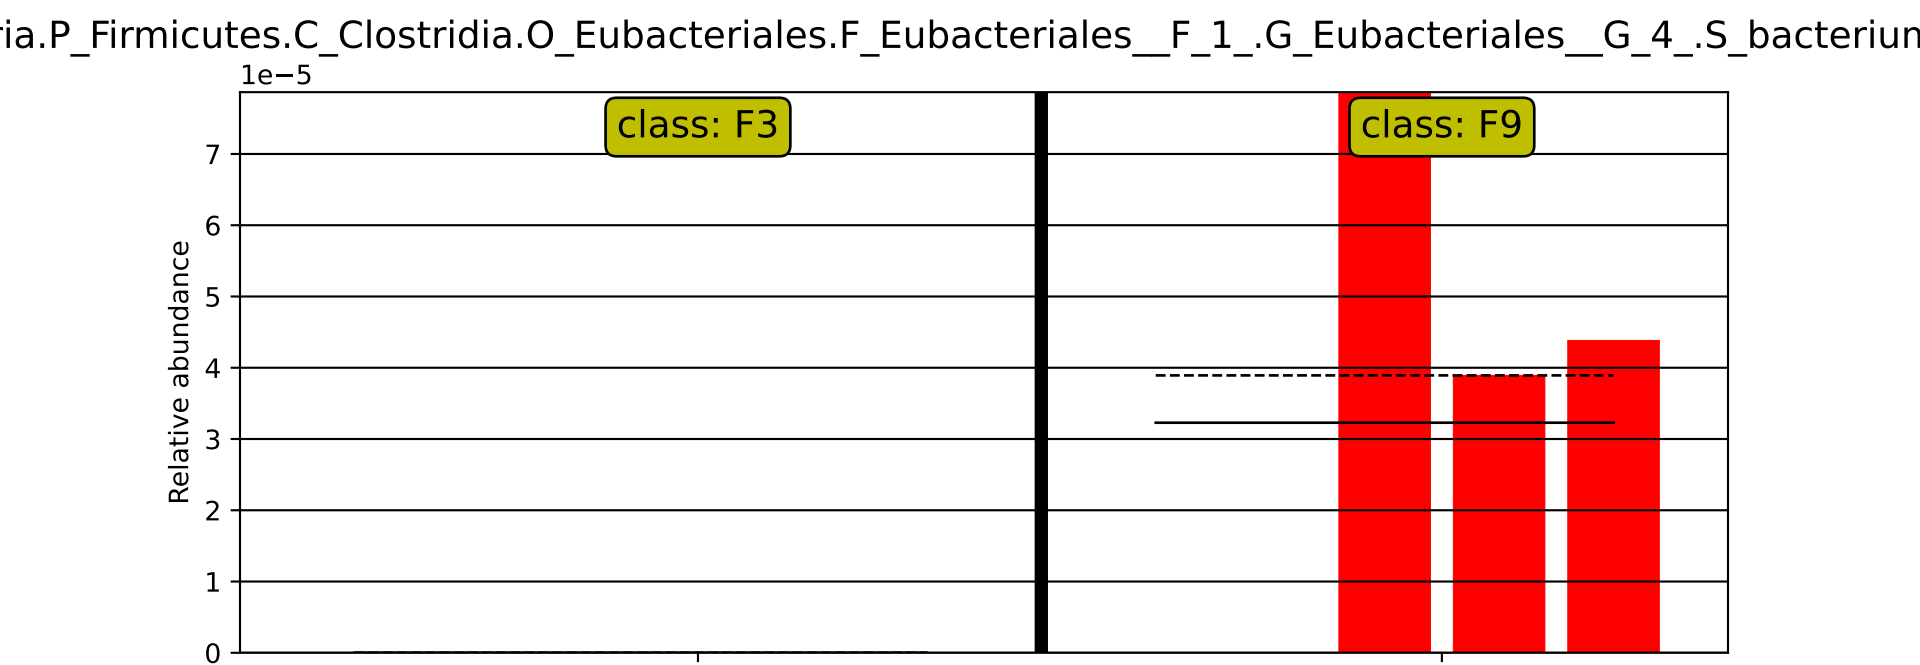 ria.P_Firmicutes.C_Clostridia.O_Eubacteriales.F_Eubacteriales__F_1_.G_Eubacteriales__G_4_.S_bacterium
1e−5
class: F3
class: F9
7
6
5
4
3
2
1
0
Relative abundance